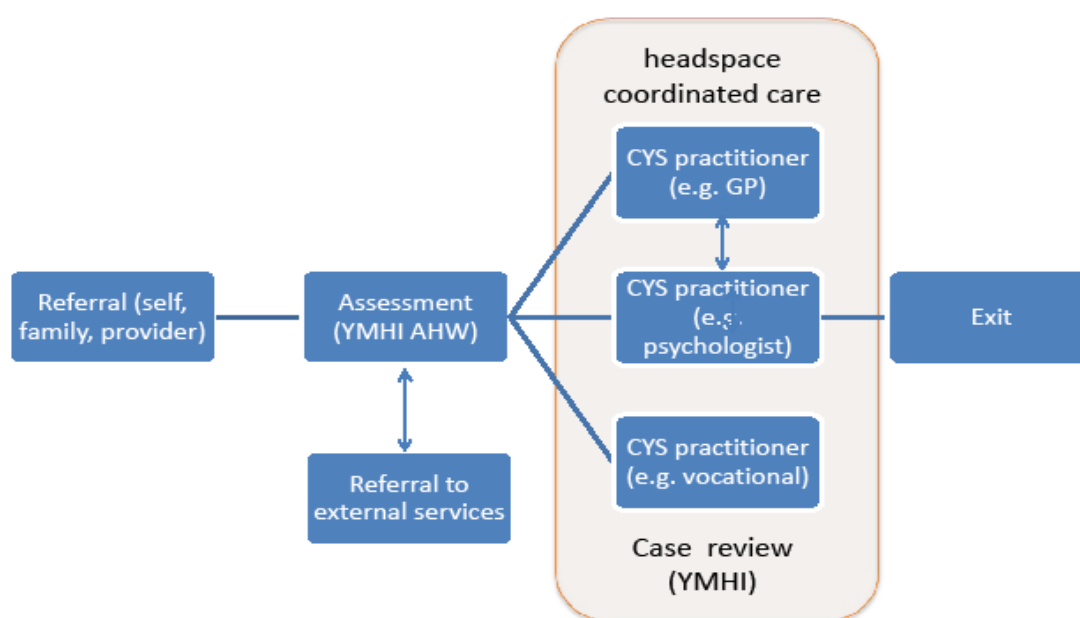 headspace
coordinated care
CYS practitioner
(e.g. GP)
Referral (self,
family, provider)
Assessment
(YMHI AHW)
CYS practitioner
(e.g.
psychologist)
Exit
Referral to
external services
CYS practitioner
(e.g. vocational)
Case review
(YMHI)